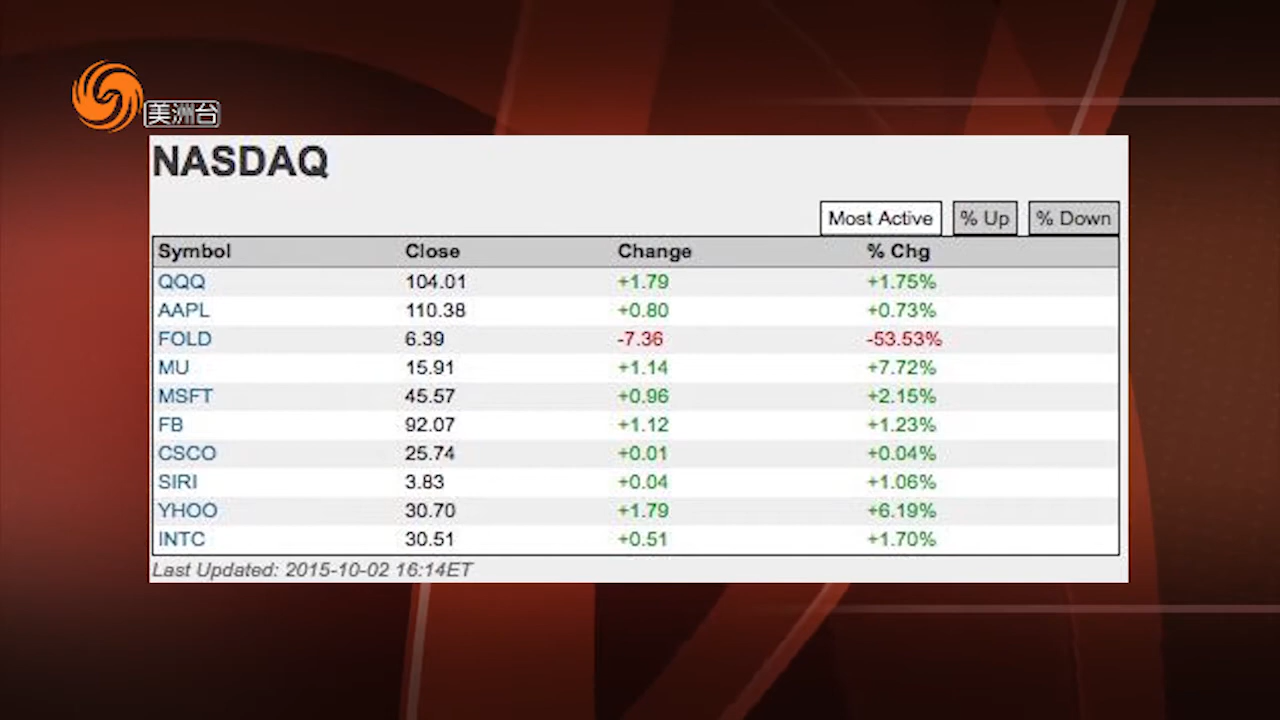 美洲台
NASDAQ
Most Active % Up % Down
Symbol Close Change % Chg
QQQ 104.01 +1.79 +1.75%
AAPL 110.38 +0.80 +0.73%
FOLD 6.39 -7.36 -53.53%
MU 15.91 +1.14 +7.72%
MSFT 45.57 +0.96 +2.15%
FB 92.07 +1.12 +1.23%
CSCO 25.74 +0.01 +0.04%
SIRI 3.83 +0.04 +1.06%
YHOO 30.70 +1.79 +6.19%
INTC 30.51 +0.51 +1.70%
Last Updated: 2015-10-02 16:14ET